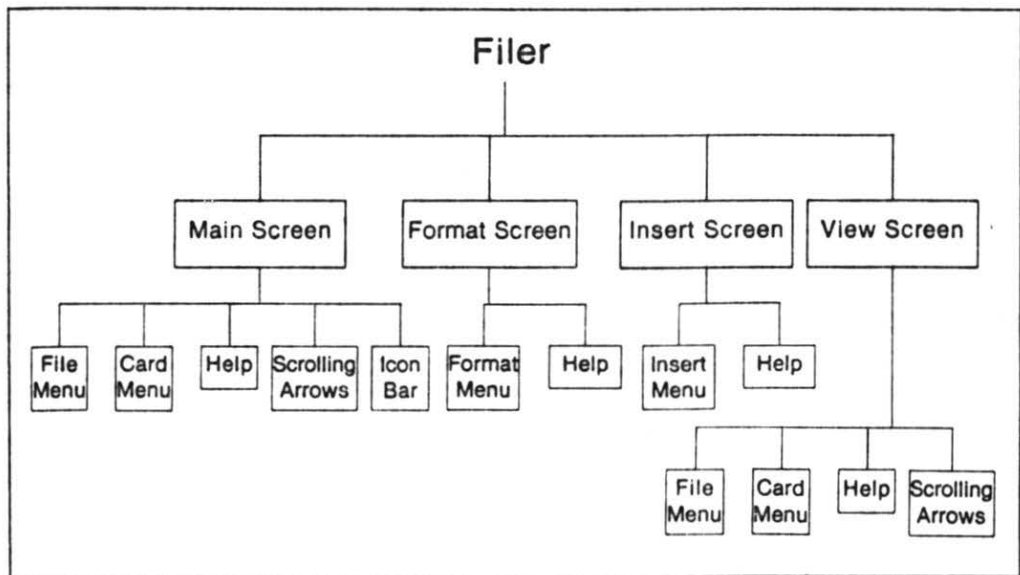 Filer
Main Screen
Format Screen
Insert Screen
View Screen
File
Menu
Card
Menu
Help
Scrolling
Arrows
Icon
Bar
Format
Menu
Help
Insert
Menu
Help
File
Menu
Card
Menu
Help
Scrolling
Arrows